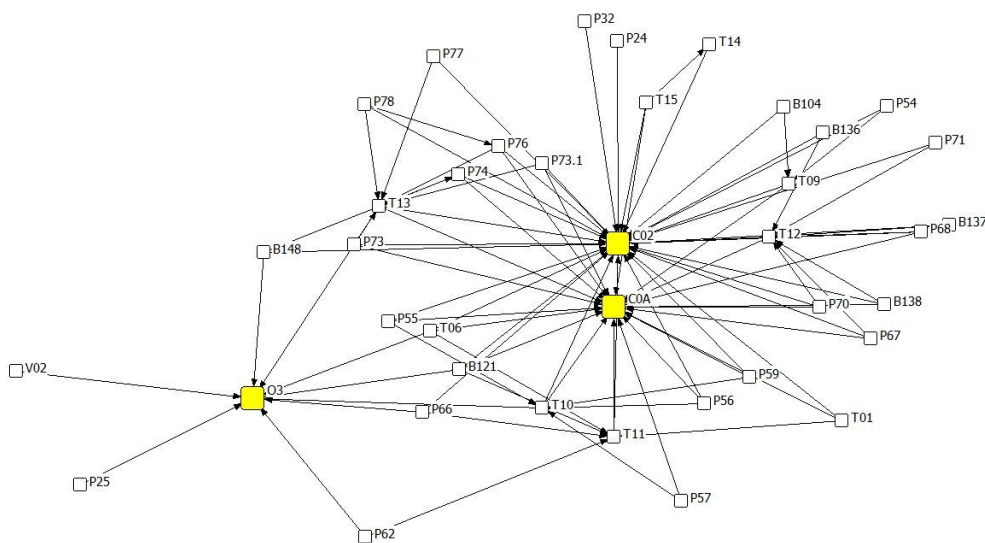 P32
P24
T14
P77
P78
T15
B104
P54
B136
P71
P76
P73.1
P74
T09
T13
B137
P68
C02
T12
P73
B148
C0A
P70
B138
P55
T06
P67
V02
B121
P59
O3
P56
P66
T10
T01
T11
P25
P57
P62